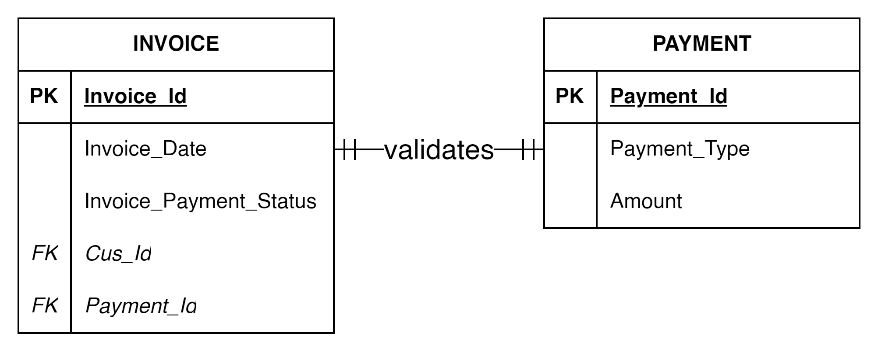 INVOICE
PK Invoice_Id
Invoice_Date
Invoice_Payment_Status
FK Cus_Id
FK Payment_Id
validates
PAYMENT
PK Payment_Id
Payment_Type
Amount